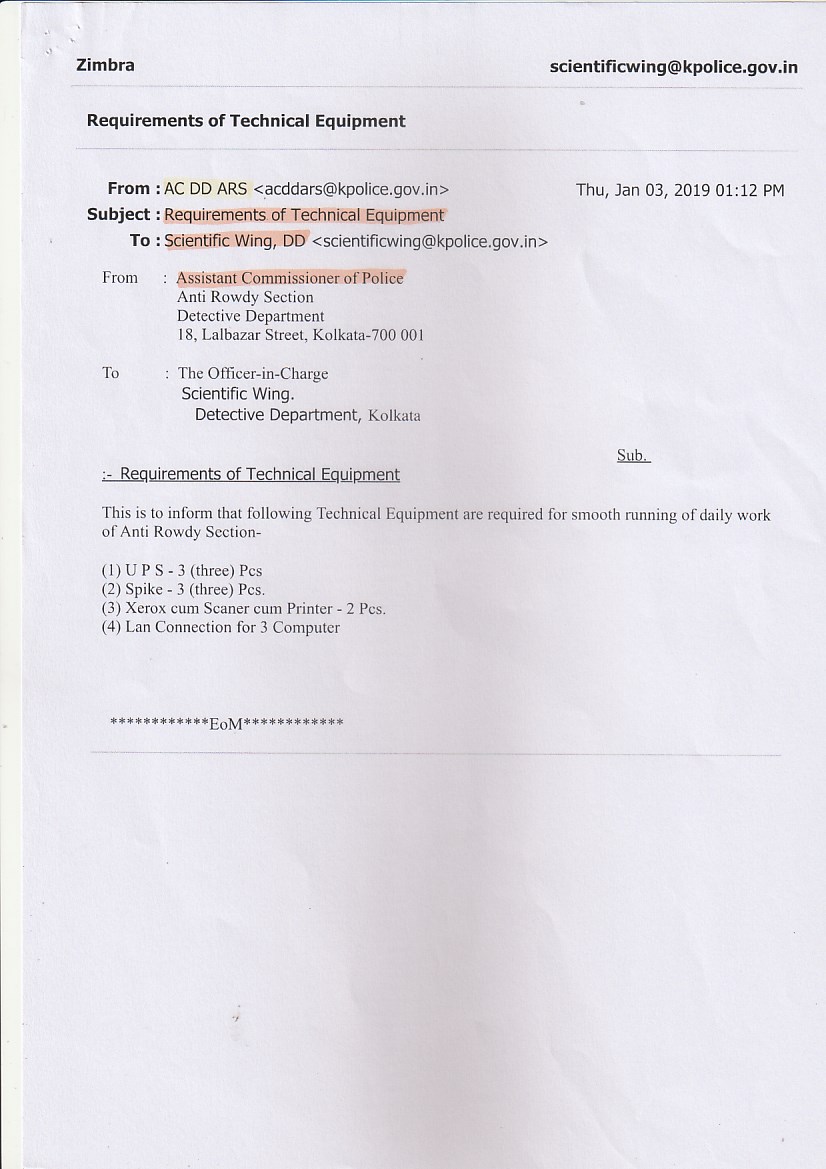 Zimbra scientificwing@kpolice.gov.in
Requirements of Technical Equipment
From : AC DD ARS <acddars@kpolice.gov.in> Thu, Jan 03, 2019 01:12 PM
Subject : Requirements of Technical Equipment
To : Scientific Wing, DD <scientificwing@kpolice.gov.in>
From : Assistant Commissioner of Police
Anti Rowdy Section
Detective Department
18, Lalbazar Street, Kolkata-700 001
To : The Officer-in-Charge
Scientific Wing.
Detective Department, Kolkata
Sub.
:- Requirements of Technical Equipment
This is to inform that following Technical Equipment are required for smooth running of daily work
of Anti Rowdy Section-
(1) U P S - 3 (three) Pcs
(2) Spike - 3 (three) Pcs.
(3) Xerox cum Scaner cum Printer - 2 Pcs.
(4) Lan Connection for 3 Computer
************EoM************